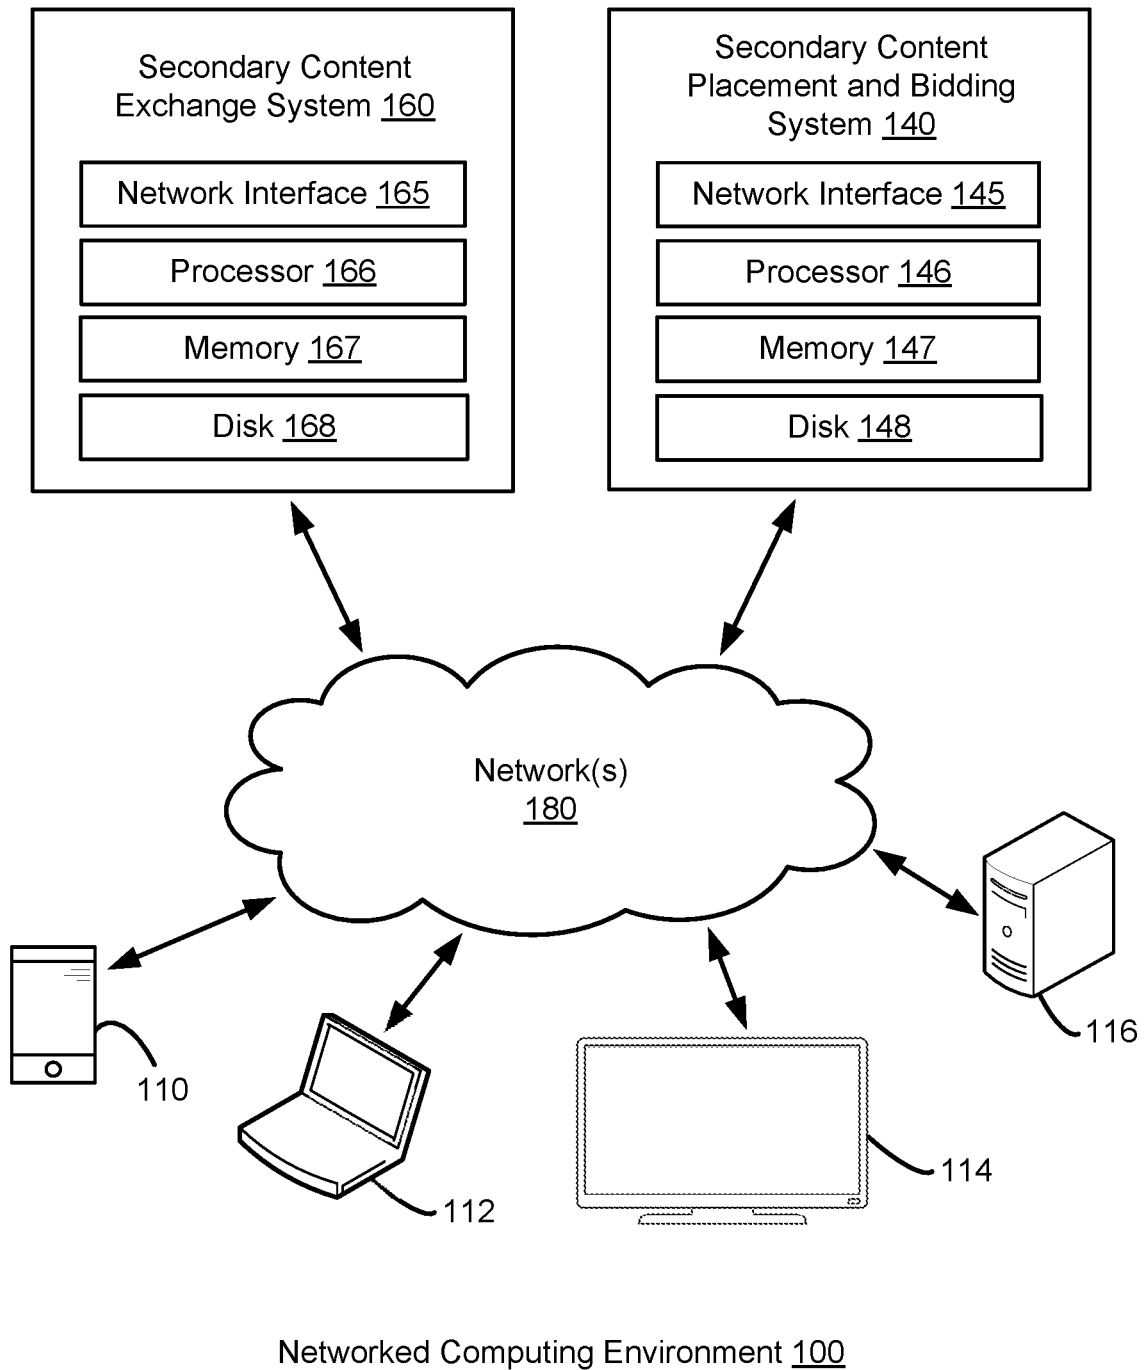 Secondary Content
Exchange System 160
Network Interface 165
Processor 166
Memory 167
Disk 168
Secondary Content
Placement and Bidding
System 140
Network Interface 145
Processor 146
Memory 147
Disk 148
Network(s)
180
110
112
114
116
Networked Computing Environment 100